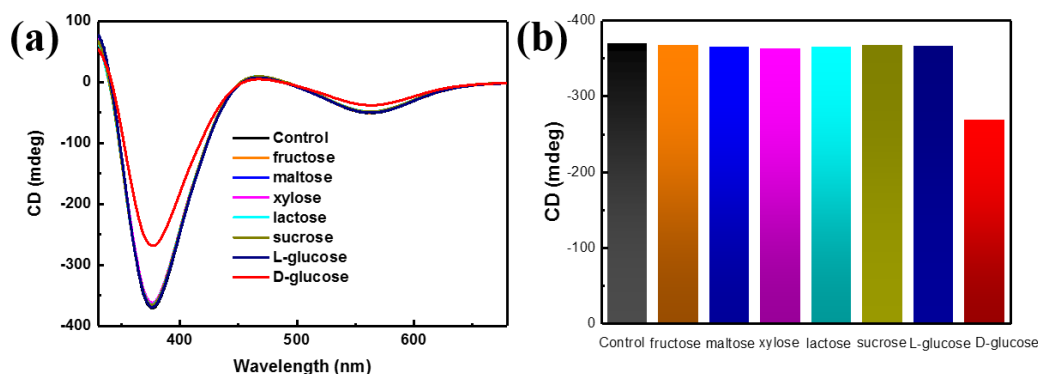 (a)
100
0
-100
-200
-300
-400
CD (mdeg)
Control
fructose
maltose
xylose
lactose
sucrose
L-glucose
D-glucose
400 500 600
Wavelength (nm)
(b)
-400
-300
-200
-100
0
CD (mdeg)
Control fructose maltose xylose lactose sucrose L-glucose D-glucose